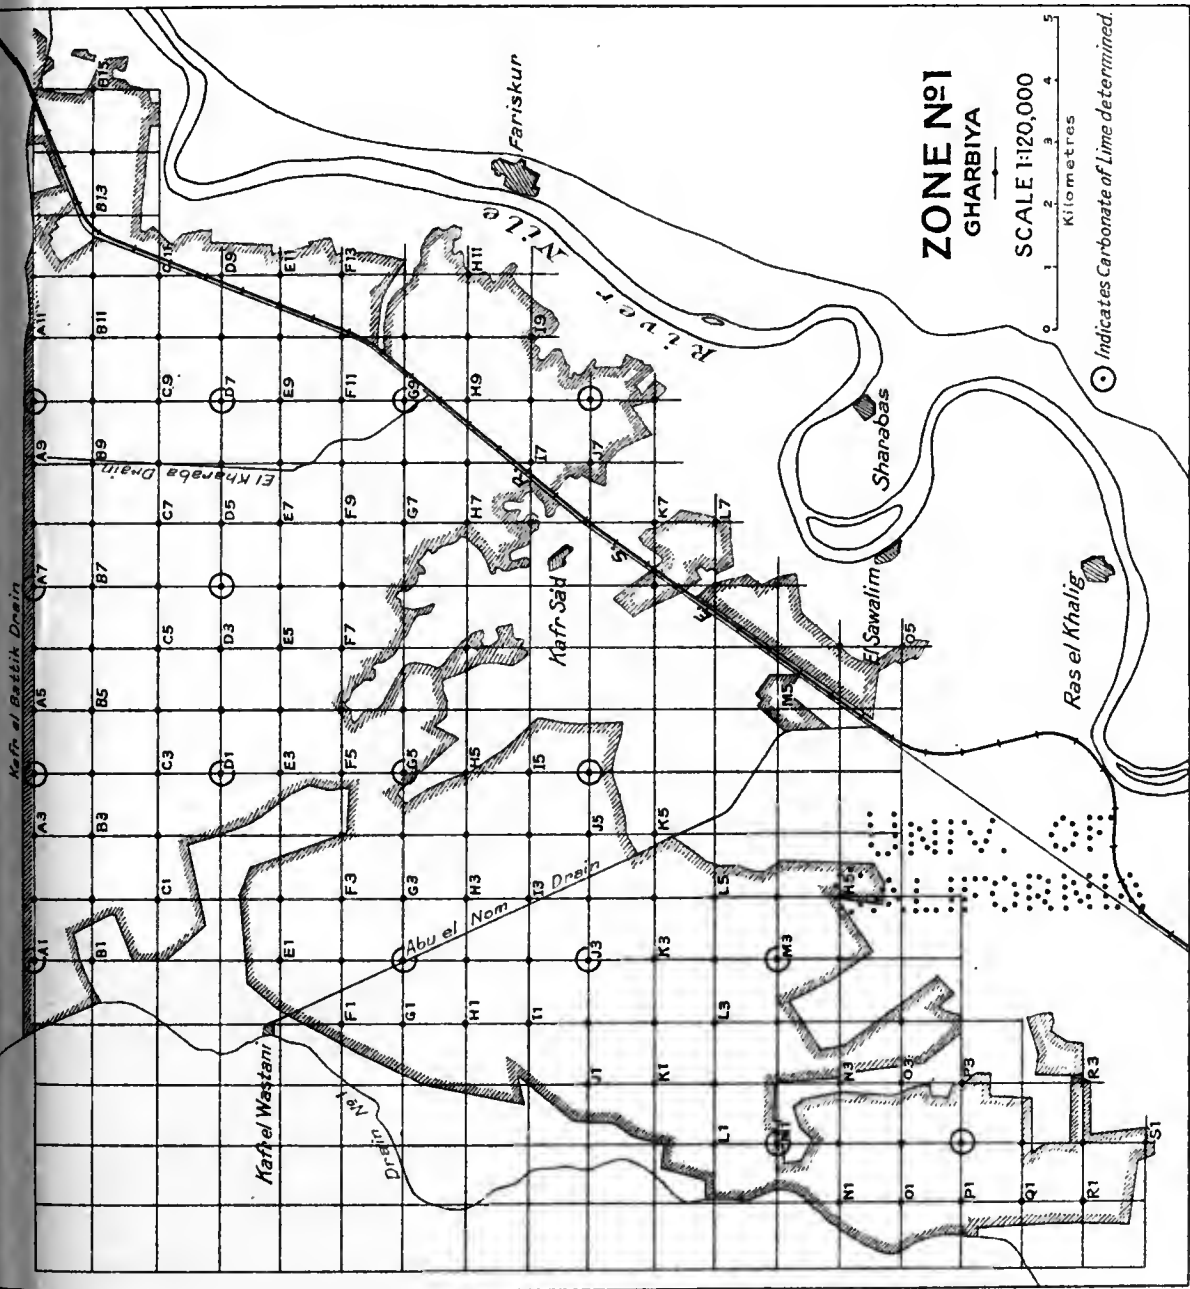 ZONE Nº1
GHARBIYA
SCALE 1:120,000
0 1 2 3 4 5
Kilometres
Indicates Carbonate of Lime determined.
Kafr el Battik Drain
A1 A3 A5 A7 A9 A11
B1 B3 B5 B7 B9 B11 B13 B15
C1 C3 C5 C7 C9 C11
D1 D3 D5 D7 D9
E1 E3 E5 E7 E9 E11
F1 F3 F5 F7 F9 F11 F13
G1 G3 G5 G7 G9
H1 H3 H5 H7 H9 H11
I1 I3 I5 I7 I9
J1 J3 J5 J7
K1 K3 K5 K7
L1 L3 L5 L7
M1 M3 M5
N1 N3 N5
O1 O3 O5
P1 P3
Q1
R1 R3
S1
El Kharaba Drain
Abu el Nom Drain
Drain Nº1
Kafr el Wastani
Kafr Säd
Fariskur
River Nile
Sharabas
El Sawalim
Ras el Khalig
E. S. R.
UNIV. OF
CALIFORNIA